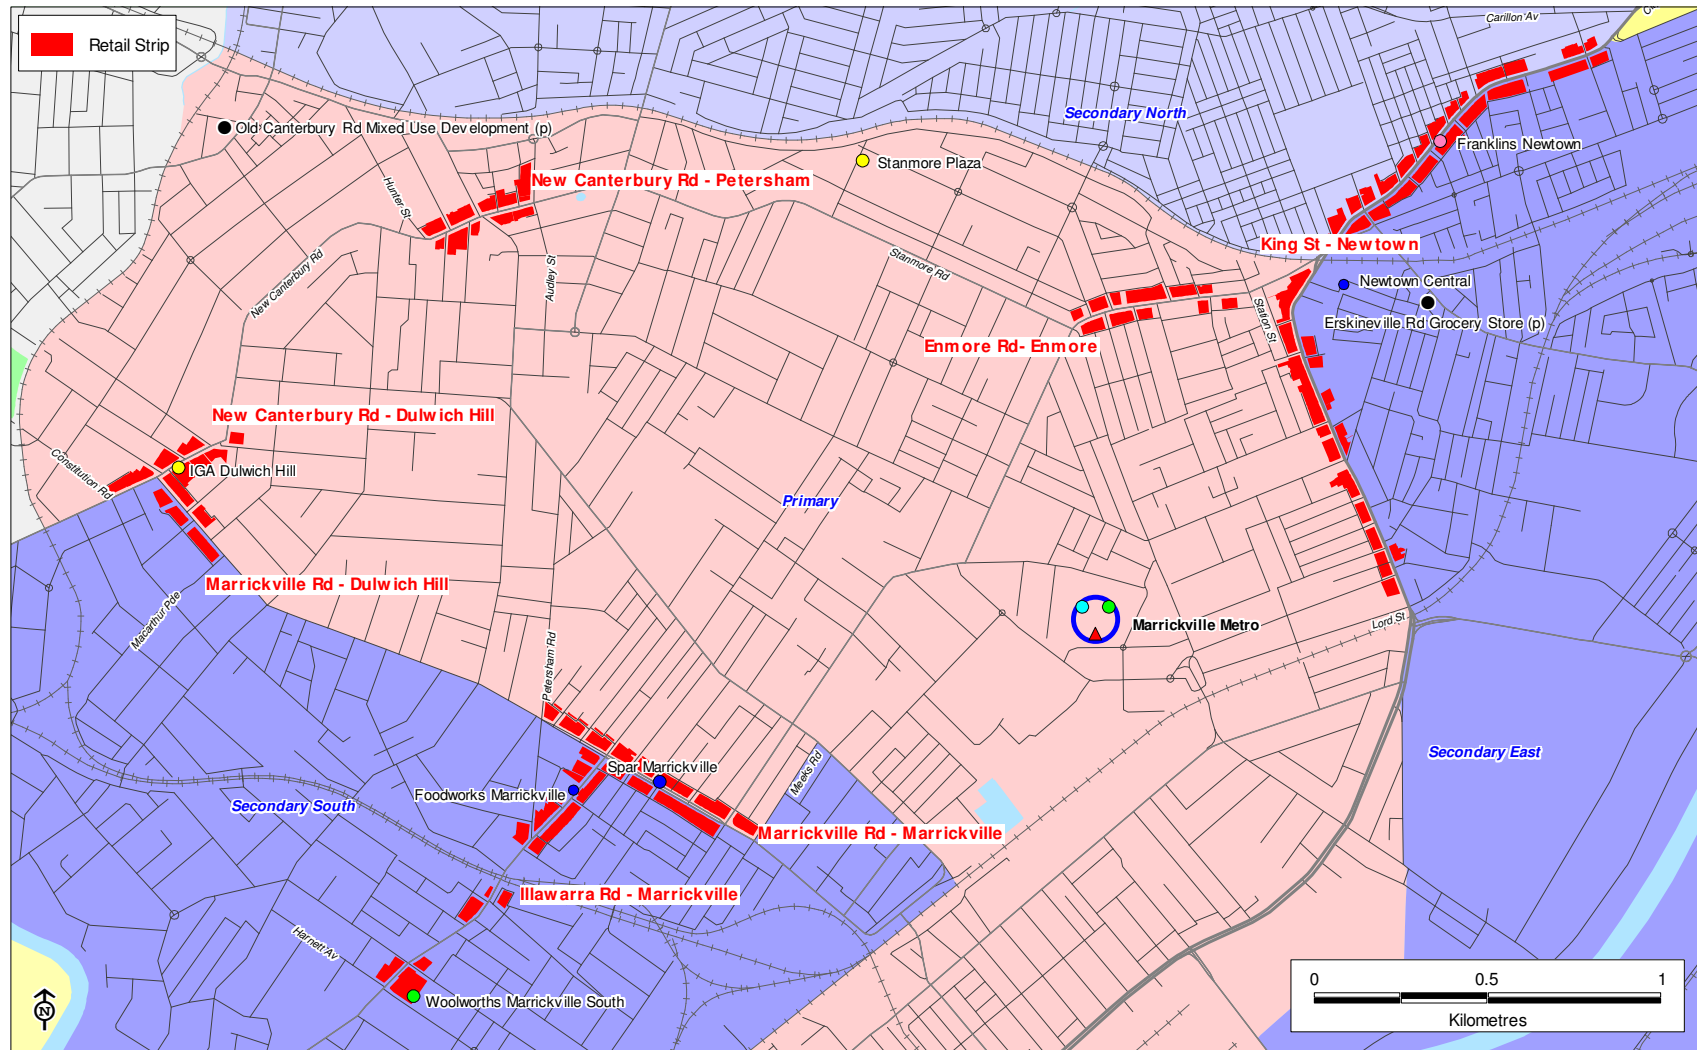 Retail Strip
Carillon Av
Secondary North
Old Canterbury Rd Mixed Use Development (p)
Franklins Newtown
Stanmore Plaza
New Canterbury Rd - Petersham
Hunter St
King St - Newtown
Stanmore Rd
Audley St
New Canterbury Rd
Newtown Central
Station St
Erskineville Rd Grocery Store (p)
Enmore Rd- Enmore
New Canterbury Rd - Dulwich Hill
Constitution Rd
IGA Dulwich Hill
Primary
Marrickville Rd - Dulwich Hill
Macarthur Pde
Marrickville Metro
Lord St
Petersham Rd
Secondary East
Spar Marrickville
Meeks Rd
Foodworks Marrickville
Secondary South
Marrickville Rd - Marrickville
Illawarra Rd - Marrickville
Harnett Av
Woolworths Marrickville South
N
0 0.5 1
Kilometres